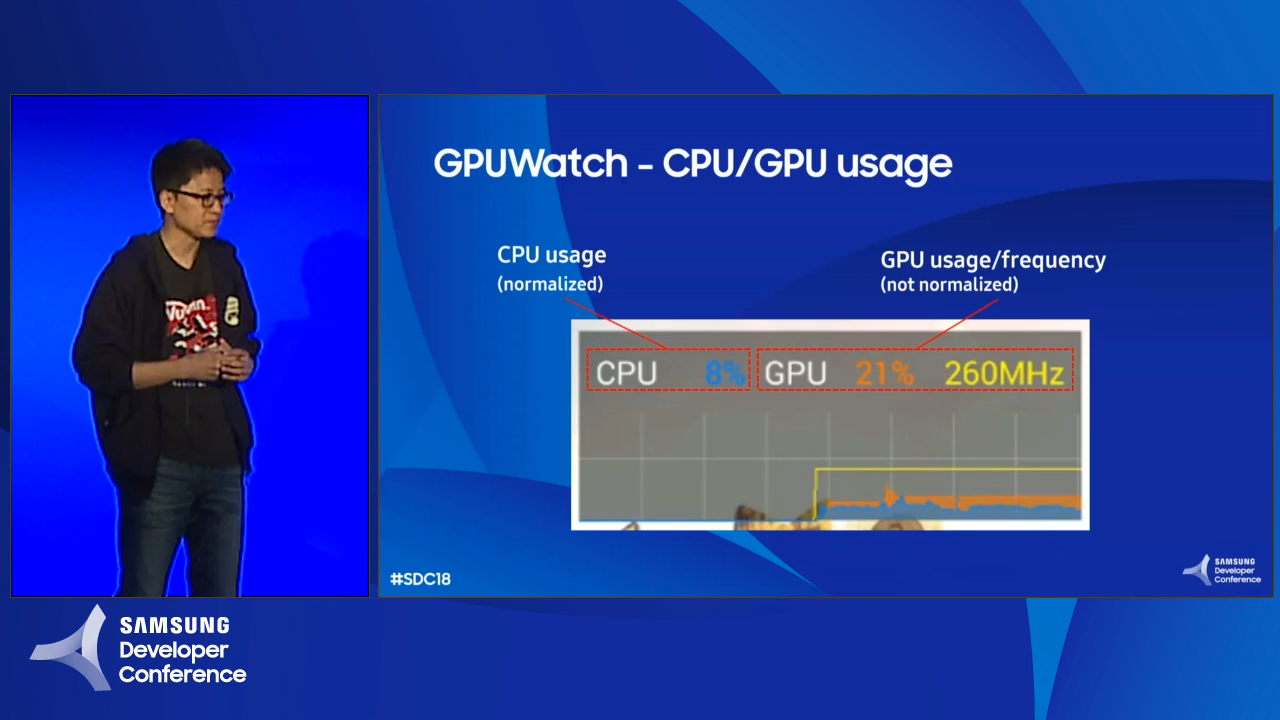 GPUWatch - CPU/GPU usage
CPU usage
(normalized)
GPU usage/frequency
(not normalized)
CPU 8% GPU 21% 260MHz
#SDC18
SAMSUNG
Developer
Conference
SAMSUNG
Developer
Conference